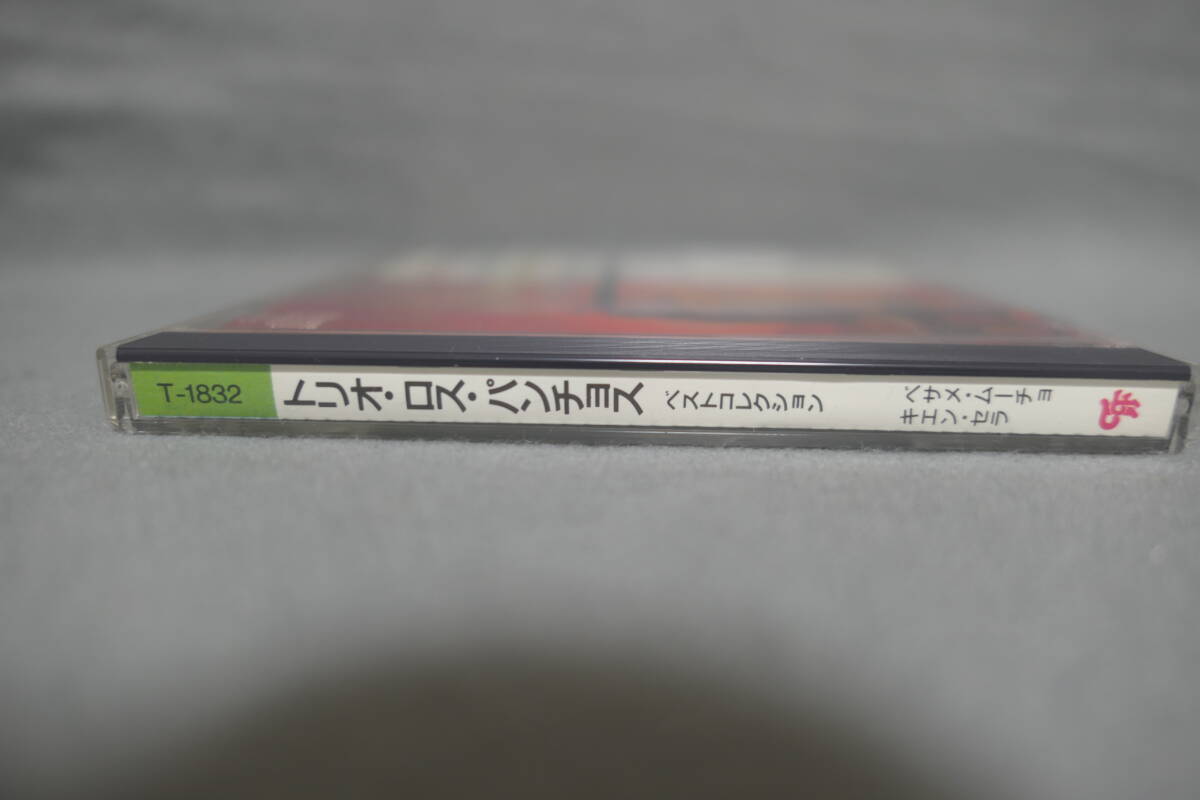 T-1832
トリオ・ロス・パンチョス
ベストコレクション
ベサメ・ムーチョ
キエン・セラ